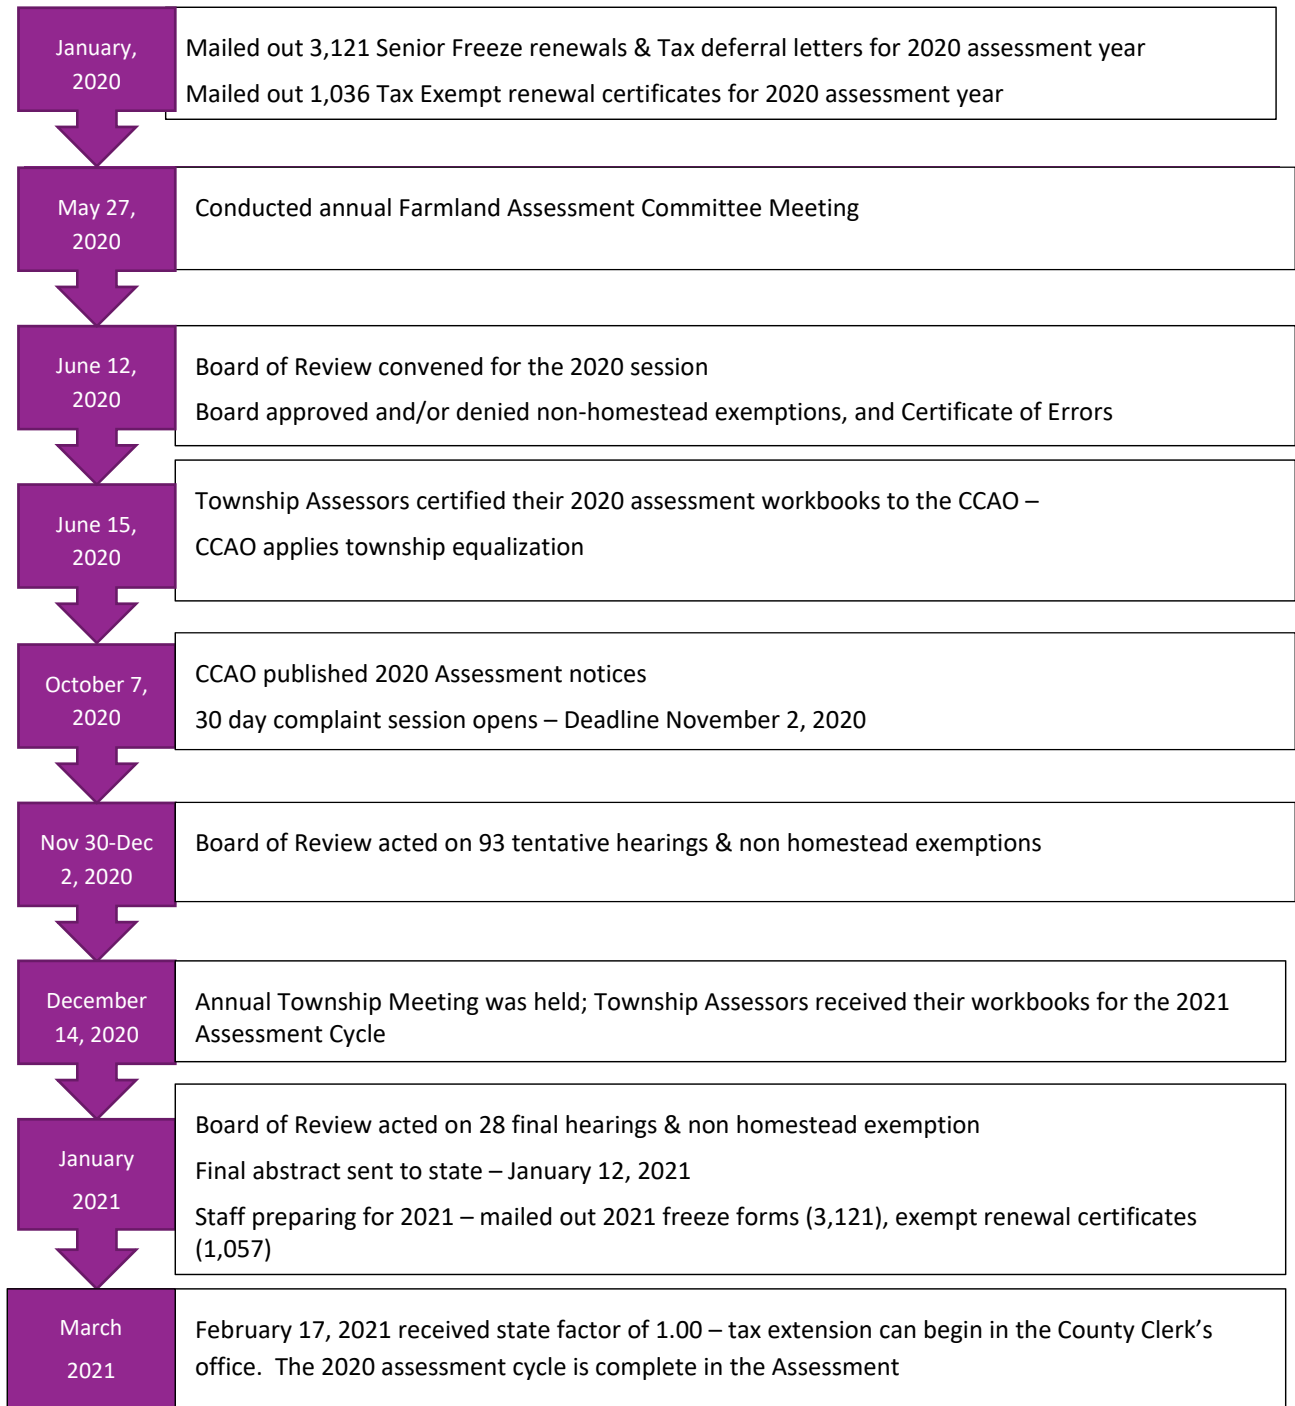 January,
2020
Mailed out 3,121 Senior Freeze renewals & Tax deferral letters for 2020 assessment year
Mailed out 1,036 Tax Exempt renewal certificates for 2020 assessment year
May 27,
2020
Conducted annual Farmland Assessment Committee Meeting
June 12,
2020
Board of Review convened for the 2020 session
Board approved and/or denied non-homestead exemptions, and Certificate of Errors
June 15,
2020
Township Assessors certified their 2020 assessment workbooks to the CCAO –
CCAO applies township equalization
October 7,
2020
CCAO published 2020 Assessment notices
30 day complaint session opens – Deadline November 2, 2020
Nov 30-Dec
2, 2020
Board of Review acted on 93 tentative hearings & non homestead exemptions
December
14, 2020
Annual Township Meeting was held; Township Assessors received their workbooks for the 2021
Assessment Cycle
January
2021
Board of Review acted on 28 final hearings & non homestead exemption
Final abstract sent to state – January 12, 2021
Staff preparing for 2021 – mailed out 2021 freeze forms (3,121), exempt renewal certificates
(1,057)
March
2021
February 17, 2021 received state factor of 1.00 – tax extension can begin in the County Clerk’s
office.  The 2020 assessment cycle is complete in the Assessment